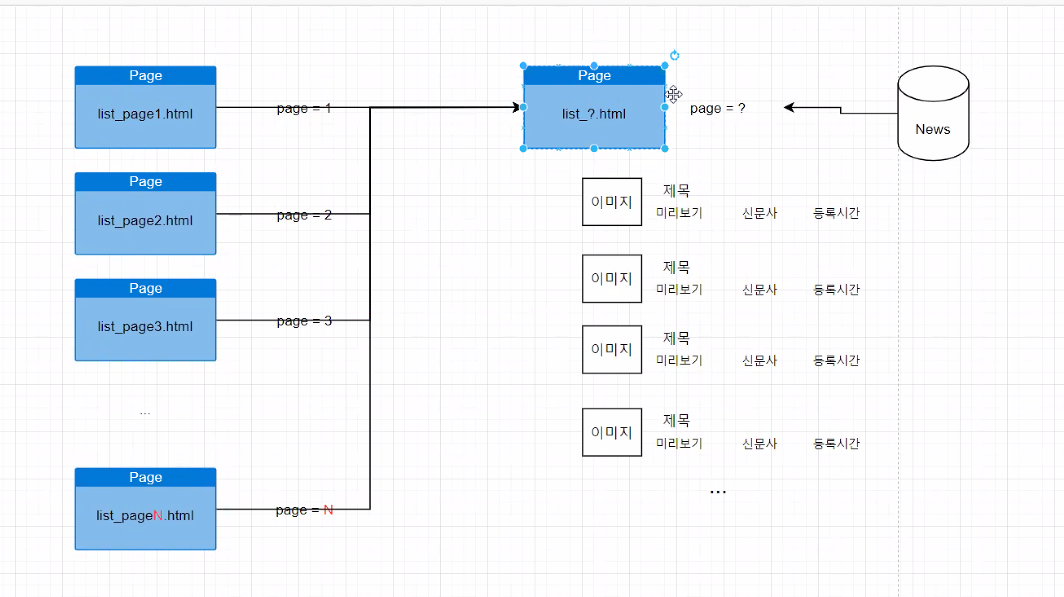 Page
list_page1.html
page = 1
Page
list_?.html
page = ?
News
Page
list_page2.html
page = 2
Page
list_page3.html
page = 3
...
Page
list_pageN.html
page = N
이미지
제목
미리보기 신문사 등록시간
이미지
제목
미리보기 신문사 등록시간
이미지
제목
미리보기 신문사 등록시간
이미지
제목
미리보기 신문사 등록시간
...